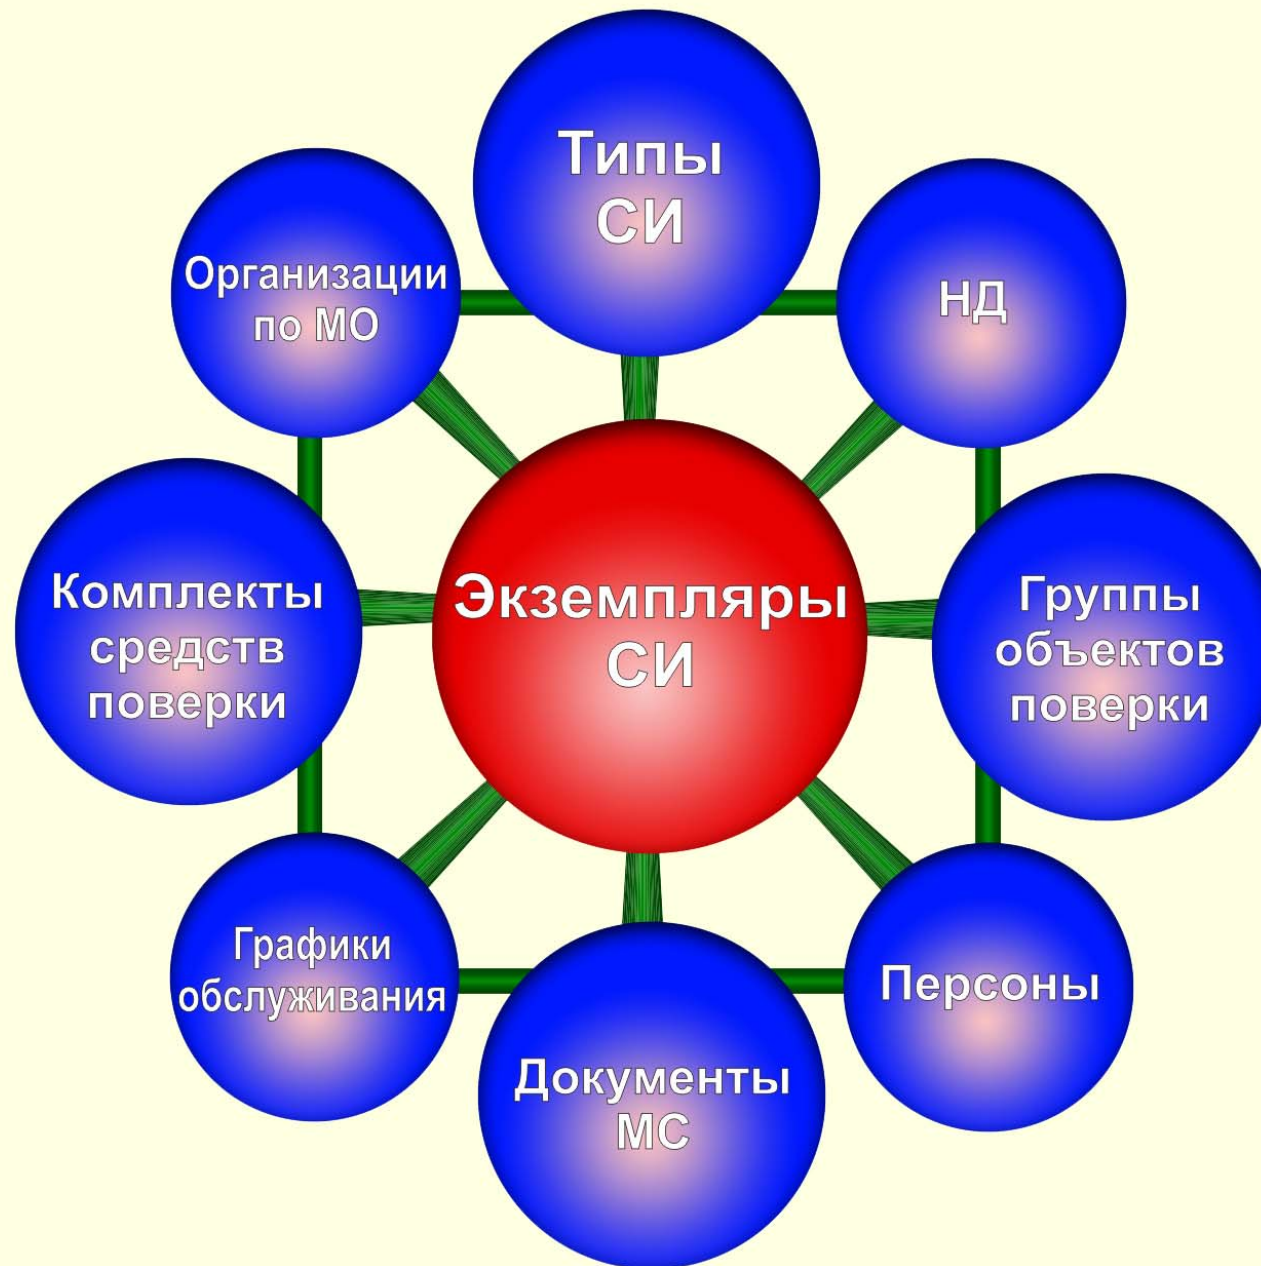 Типы
СИ
Организации
по МО
НД
Комплекты
средств
поверки
Экземпляры
СИ
Группы
объектов
поверки
Графики
обслуживания
Персоны
Документы
МС